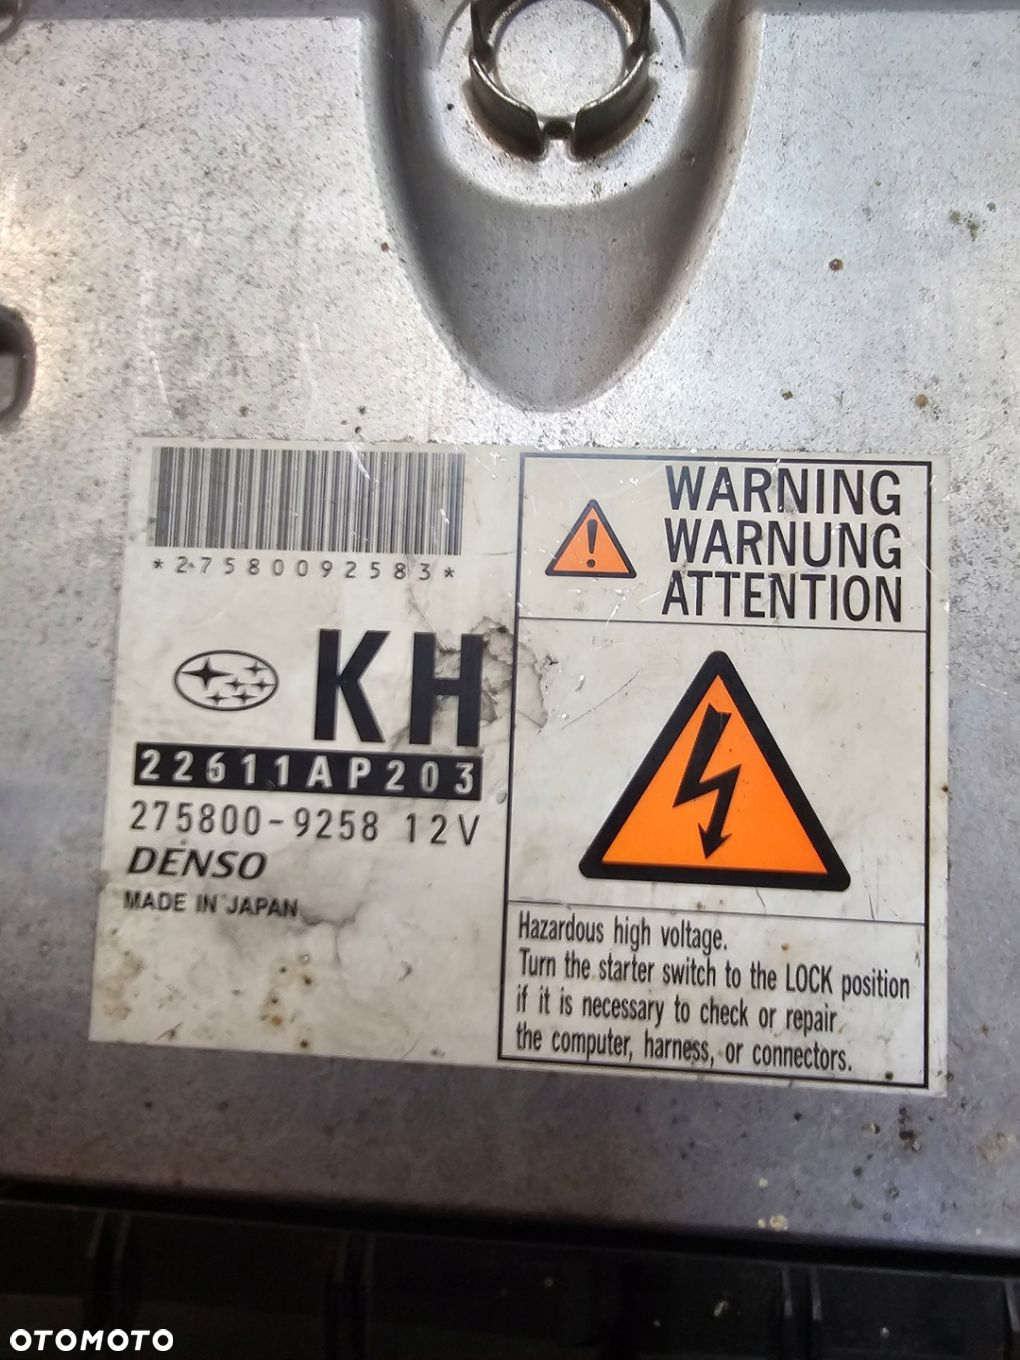 *27580092583*
KH
22611AP203
275800-9258 12V
DENSO
MADE IN JAPAN
WARNING
WARNUNG
ATTENTION
Hazardous high voltage.
Turn the starter switch to the LOCK position
if it is necessary to check or repair
the computer, harness, or connectors.
OTOMOTO